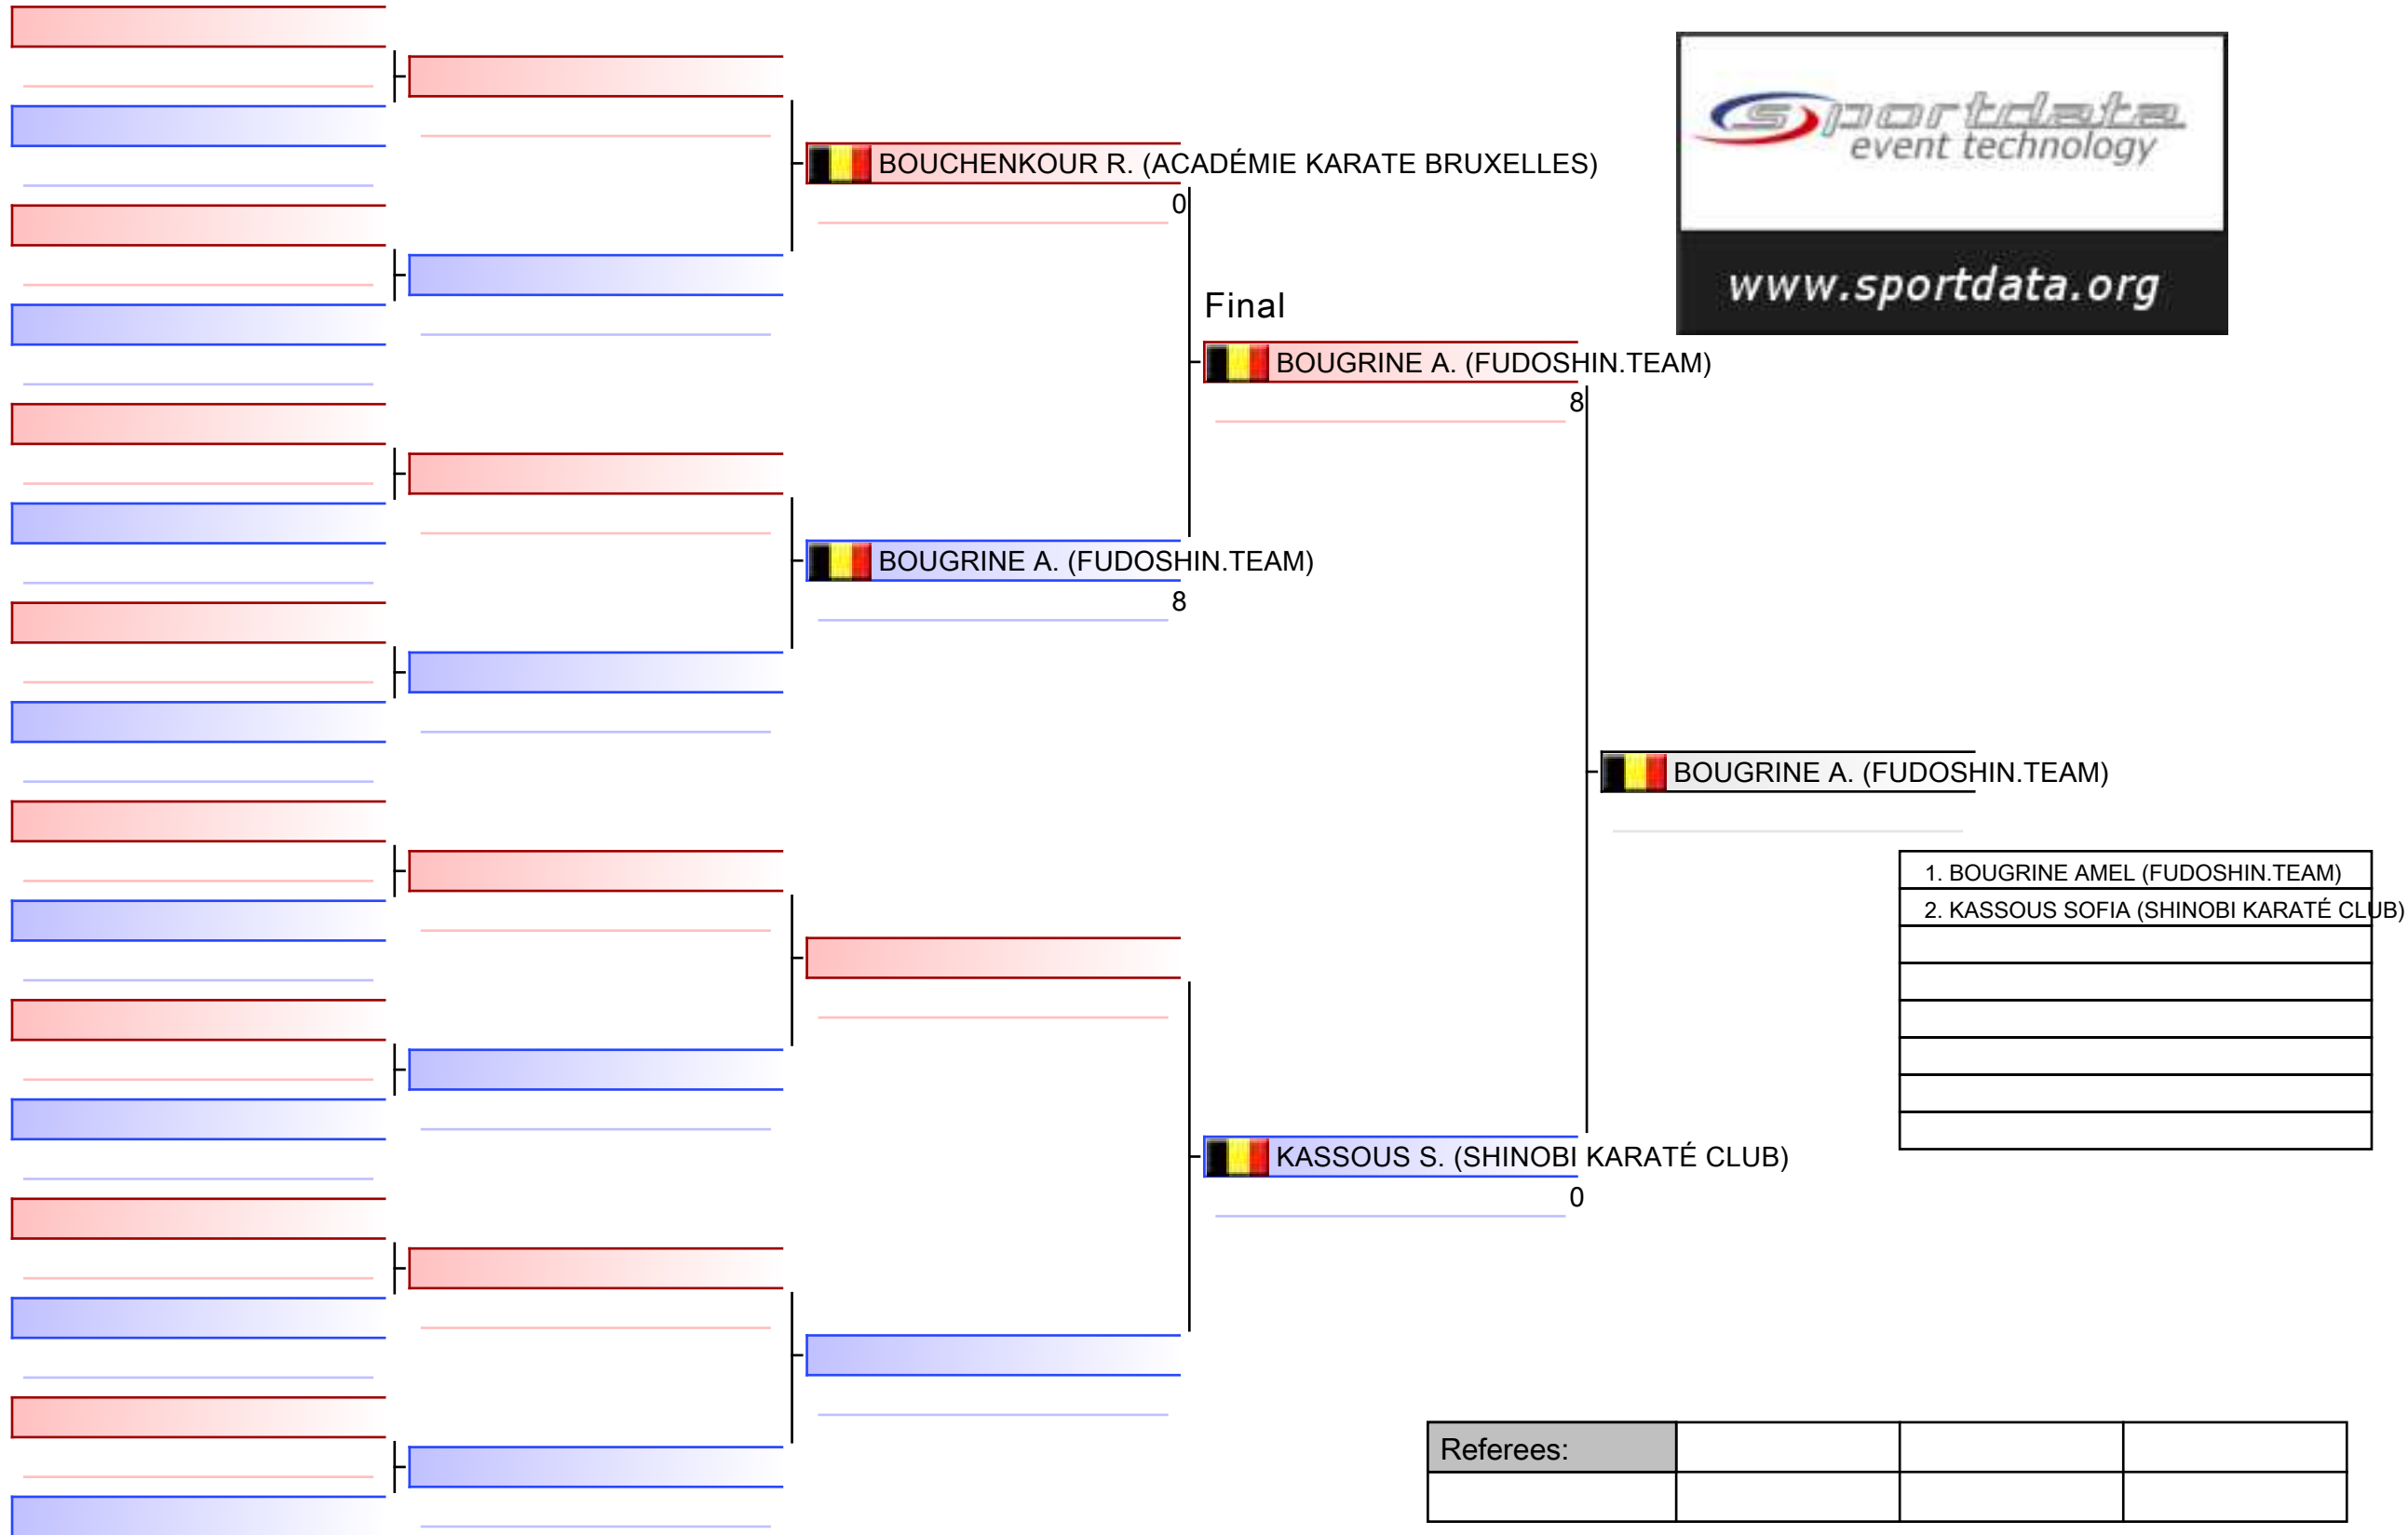 sportdata
event technology
www.sportdata.org
BOUCHENKOUR R. (ACADÉMIE KARATE BRUXELLES)
0
Final
BOUGRINE A. (FUDOSHIN.TEAM)
8
BOUGRINE A. (FUDOSHIN.TEAM)
8
BOUGRINE A. (FUDOSHIN.TEAM)
1. BOUGRINE AMEL (FUDOSHIN.TEAM)
2. KASSOUS SOFIA (SHINOBI KARATÉ CLUB)
KASSOUS S. (SHINOBI KARATÉ CLUB)
0
Referees: